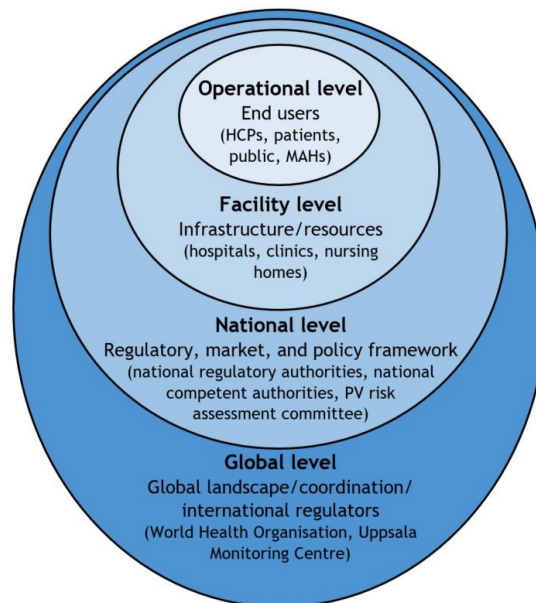 Operational level
End users
(HCPs, patients,
public, MAHs)
Facility level
Infrastructure/resources
(hospitals, clinics, nursing
homes)
National level
Regulatory, market, and policy framework
(national regulatory authorities, national
competent authorities, PV risk
assessment committee)
Global level
Global landscape/coordination/
international regulators
(World Health Organisation, Uppsala
Monitoring Centre)